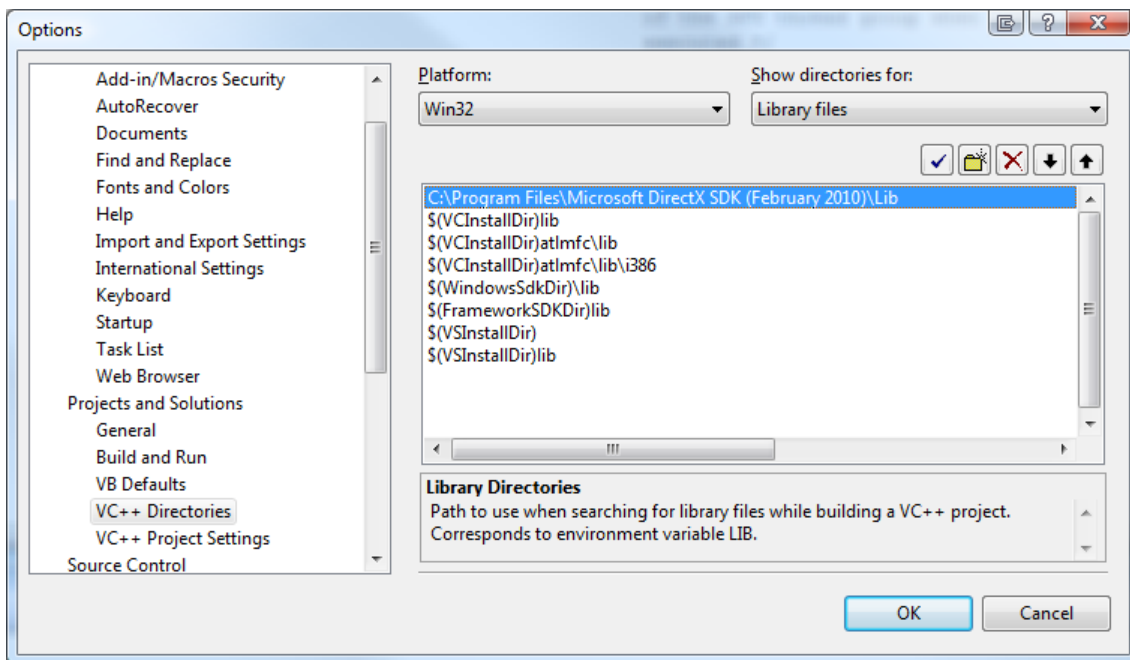 Options
Add-in/Macros Security
AutoRecover
Documents
Find and Replace
Fonts and Colors
Help
Import and Export Settings
International Settings
Keyboard
Startup
Task List
Web Browser
Projects and Solutions
General
Build and Run
VB Defaults
VC++ Directories
VC++ Project Settings
Source Control
Platform:
Win32
Show directories for:
Library files
C:\Program Files\Microsoft DirectX SDK (February 2010)\Lib
$(VCInstallDir)lib
$(VCInstallDir)atlmfc\lib
$(VCInstallDir)atlmfc\lib\i386
$(WindowsSdkDir)\lib
$(FrameworkSDKDir)lib
$(VSInstallDir)
$(VSInstallDir)lib
Library Directories
Path to use when searching for library files while building a VC++ project.
Corresponds to environment variable LIB.
OK
Cancel